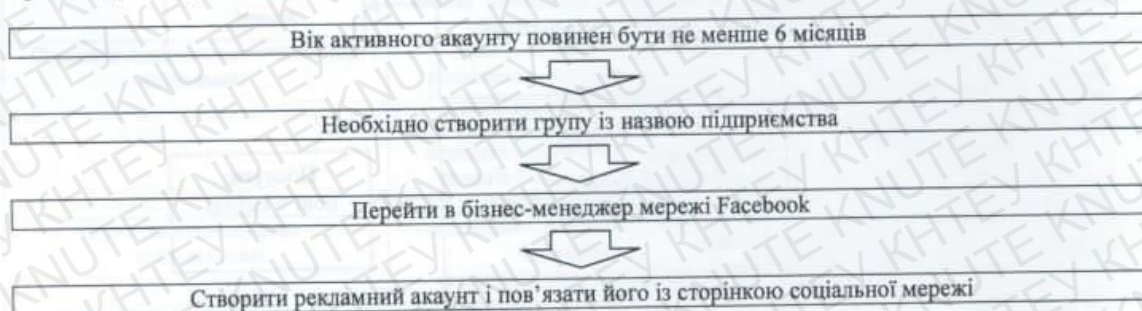 Вік активного акаунту повинен бути не менше 6 місяців
Необхідно створити групу із назвою підприємства
Перейти в бізнес-менеджер мережі Facebook
Створити рекламний акаунт і пов’язати його із сторінкою соціальної мережі